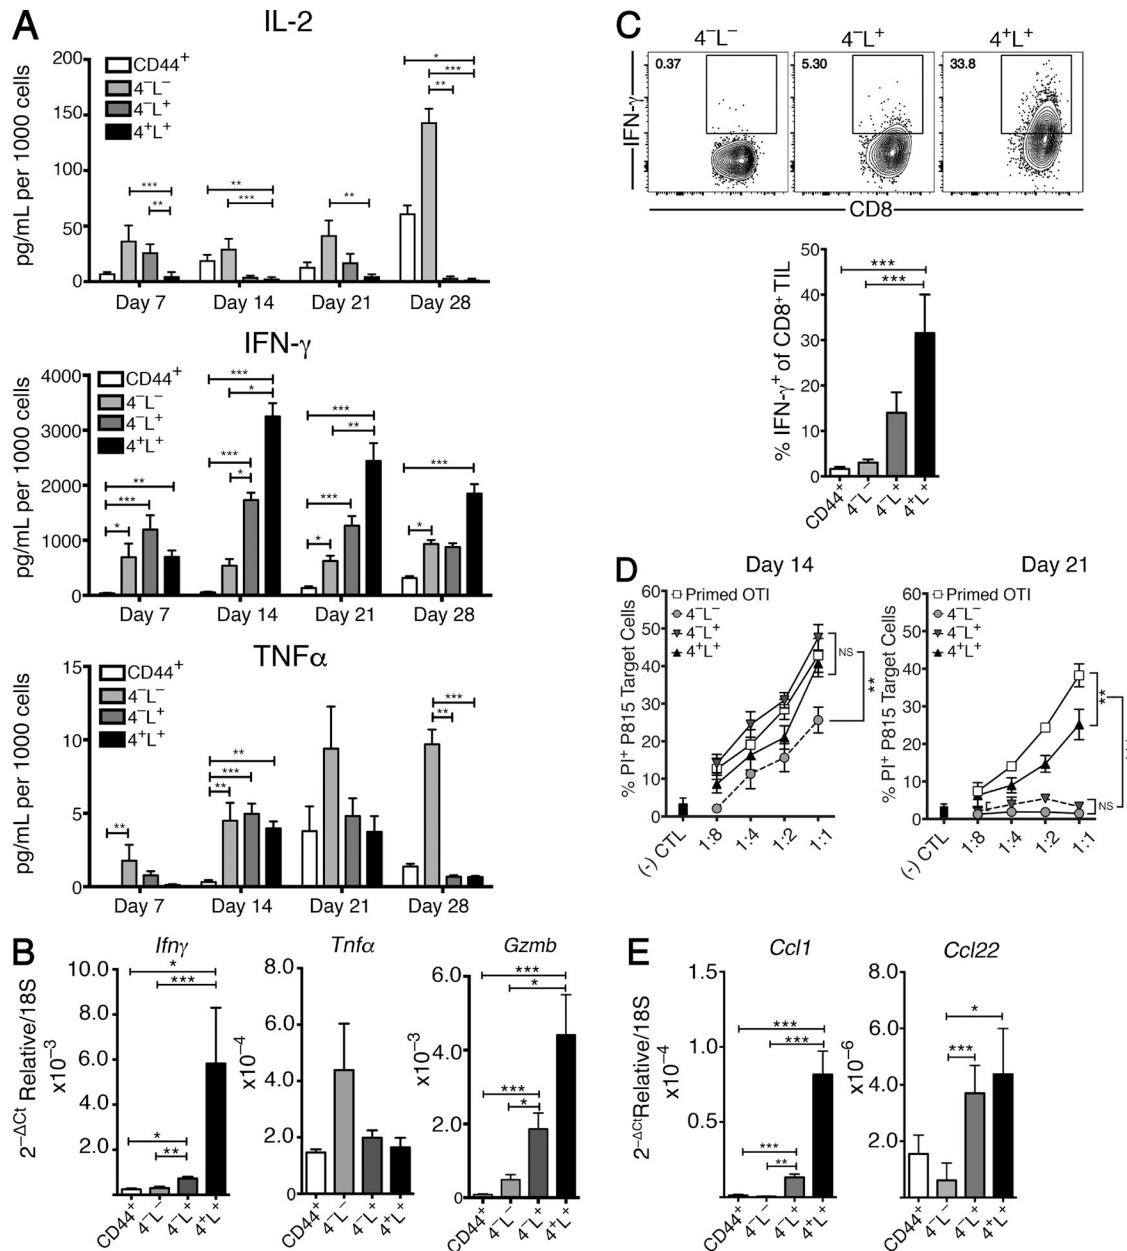 A
IL-2
pg/mL per 1000 cells
200
150
100
50
0
CD44+
4−L−
4−L+
4+L+
***
**
**
***
**
*
***
**
Day 7
Day 14
Day 21
Day 28
IFN-γ
pg/mL per 1000 cells
4000
3000
2000
1000
0
CD44+
4−L−
4−L+
4+L+
**
***
*
***
*
***
*
***
**
***
*
***
*
Day 7
Day 14
Day 21
Day 28
TNFα
pg/mL per 1000 cells
15
10
5
0
CD44+
4−L−
4−L+
4+L+
**
**
***
**
***
**
Day 7
Day 14
Day 21
Day 28
B
Ifnγ
2−ΔCt Relative/18S
x10−3
10.0
8.0
6.0
4.0
2.0
*
***
*
**
CD44+
4−L−
4−L+
4+L+
Tnfα
x10−4
8.0
6.0
4.0
2.0
0
CD44+
4−L−
4−L+
4+L+
Gzmb
x10−3
6.0
4.0
2.0
0
***
*
***
*
CD44+
4−L−
4−L+
4+L+
C
4−L−
4−L+
4+L+
0.37
5.30
33.8
IFN-γ
CD8
% IFN-γ+ of CD8+ TIL
50
40
30
20
10
0
***
***
CD44+
4−L−
4−L+
4+L+
D
Day 14
% PI+ P815 Target Cells
60
50
40
30
20
10
0
Primed OTI
4−L−
4−L+
4+L+
NS
**
(-) CTL
1:8
1:4
1:2
1:1
Day 21
% PI+ P815 Target Cells
60
50
40
30
20
10
0
Primed OTI
4−L−
4−L+
4+L+
**
NS
(-) CTL
1:8
1:4
1:2
1:1
E
Ccl1
2−ΔCtRelative/18S
x10−4
1.5
1.0
0.5
***
***
***
**
CD44+
4−L−
4−L+
4+L+
Ccl22
x10−6
8.0
6.0
4.0
2.0
*
***
CD44+
4−L−
4−L+
4+L+